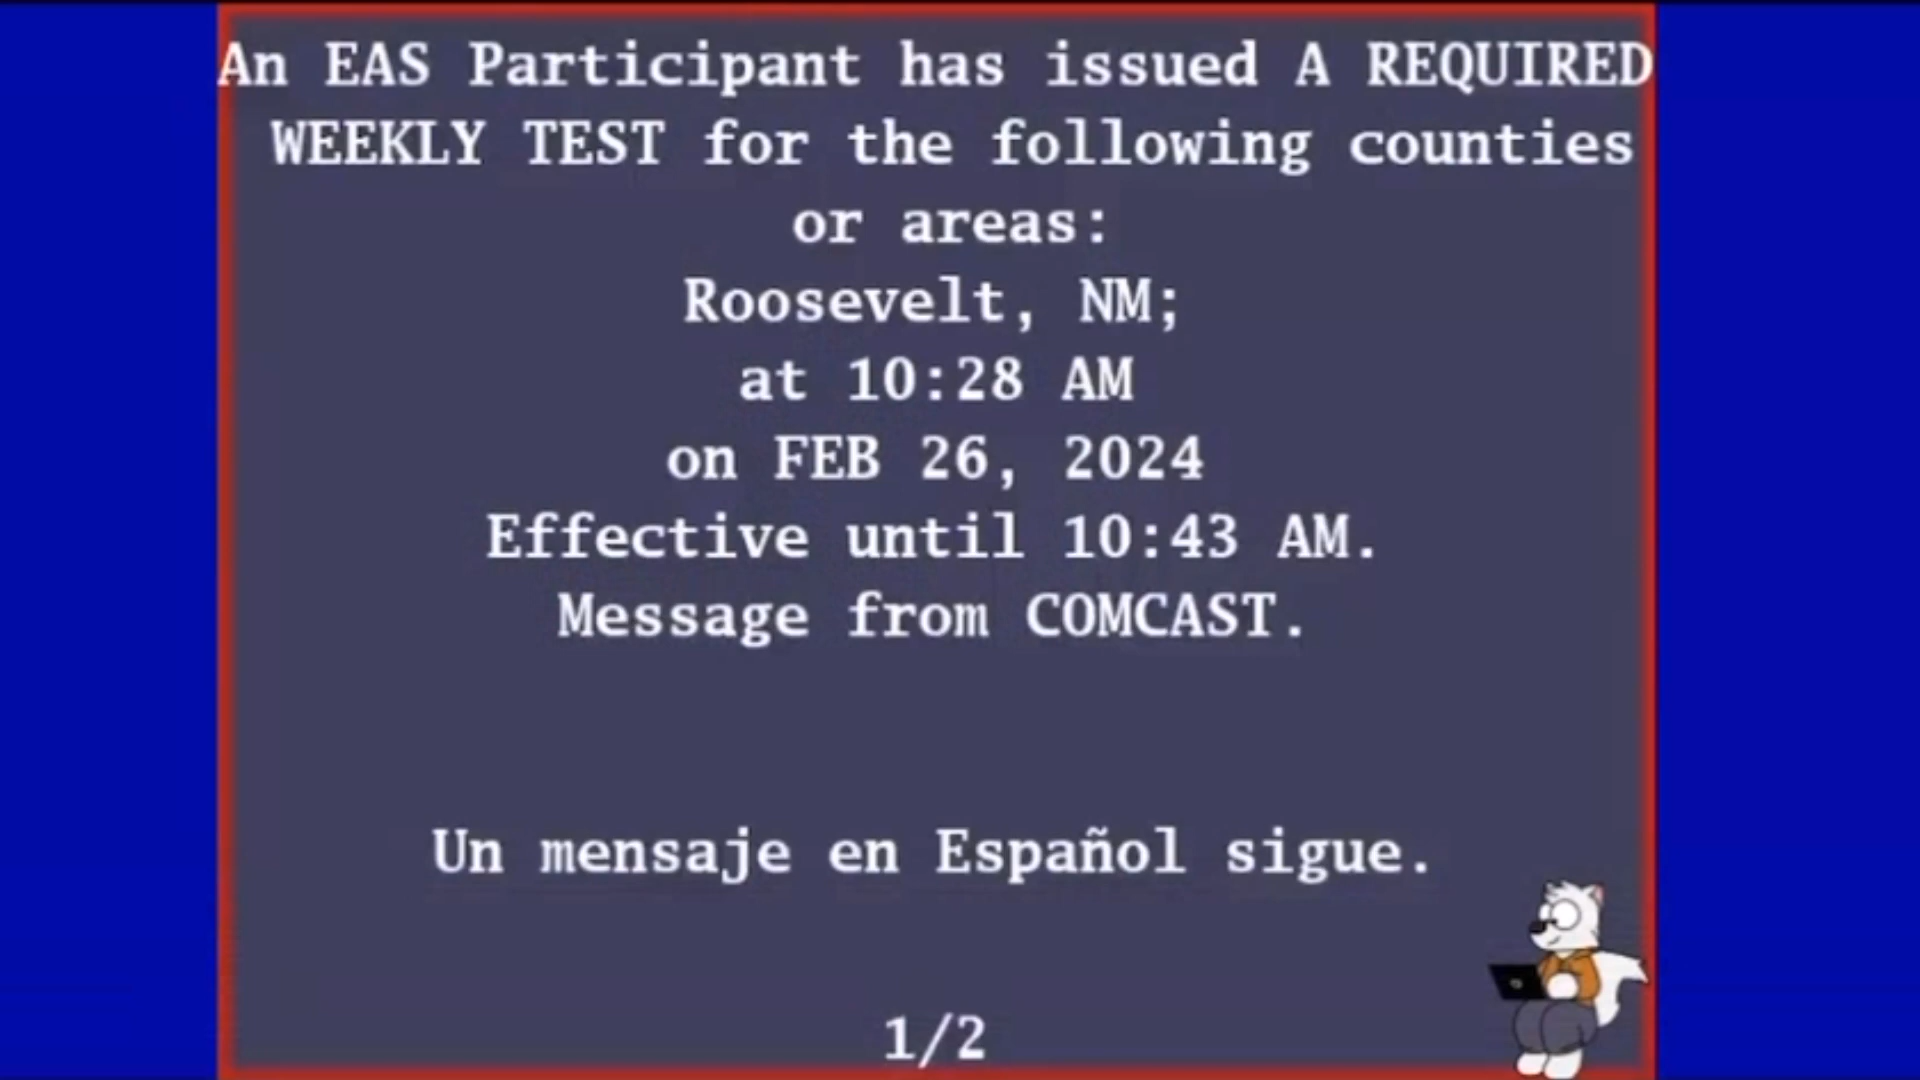 An EAS Participant has issued A REQUIRED
WEEKLY TEST for the following counties
or areas:
Roosevelt, NM;
at 10:28 AM
on FEB 26, 2024
Effective until 10:43 AM.
Message from COMCAST.
Un mensaje en Español sigue.
1/2